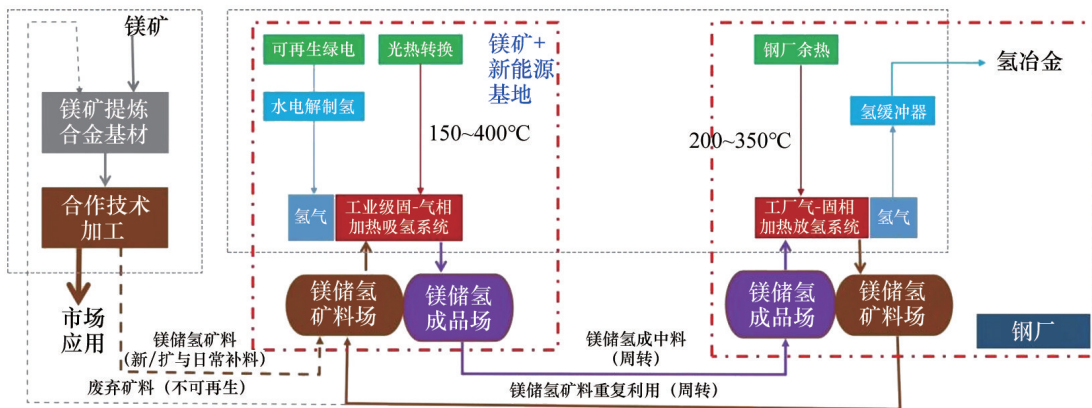 镁矿
镁矿提炼
合金基材
合作技术
加工
市场
应用
可再生绿电
光热转换
镁矿+
新能源
基地
水电解制氢
150~400℃
氢气
工业级固-气相
加热吸氢系统
镁储氢
矿料场
镁储氢
成品场
钢厂余热
氢冶金
氢缓冲器
200~350℃
工厂气-固相
加热放氢系统
氢气
镁储氢
成品场
镁储氢
矿料场
钢厂
镁储氢矿料
(新/扩与日常补料)
废弃矿料（不可再生）
镁储氢成中料
(周转)
镁储氢矿料重复利用（周转）